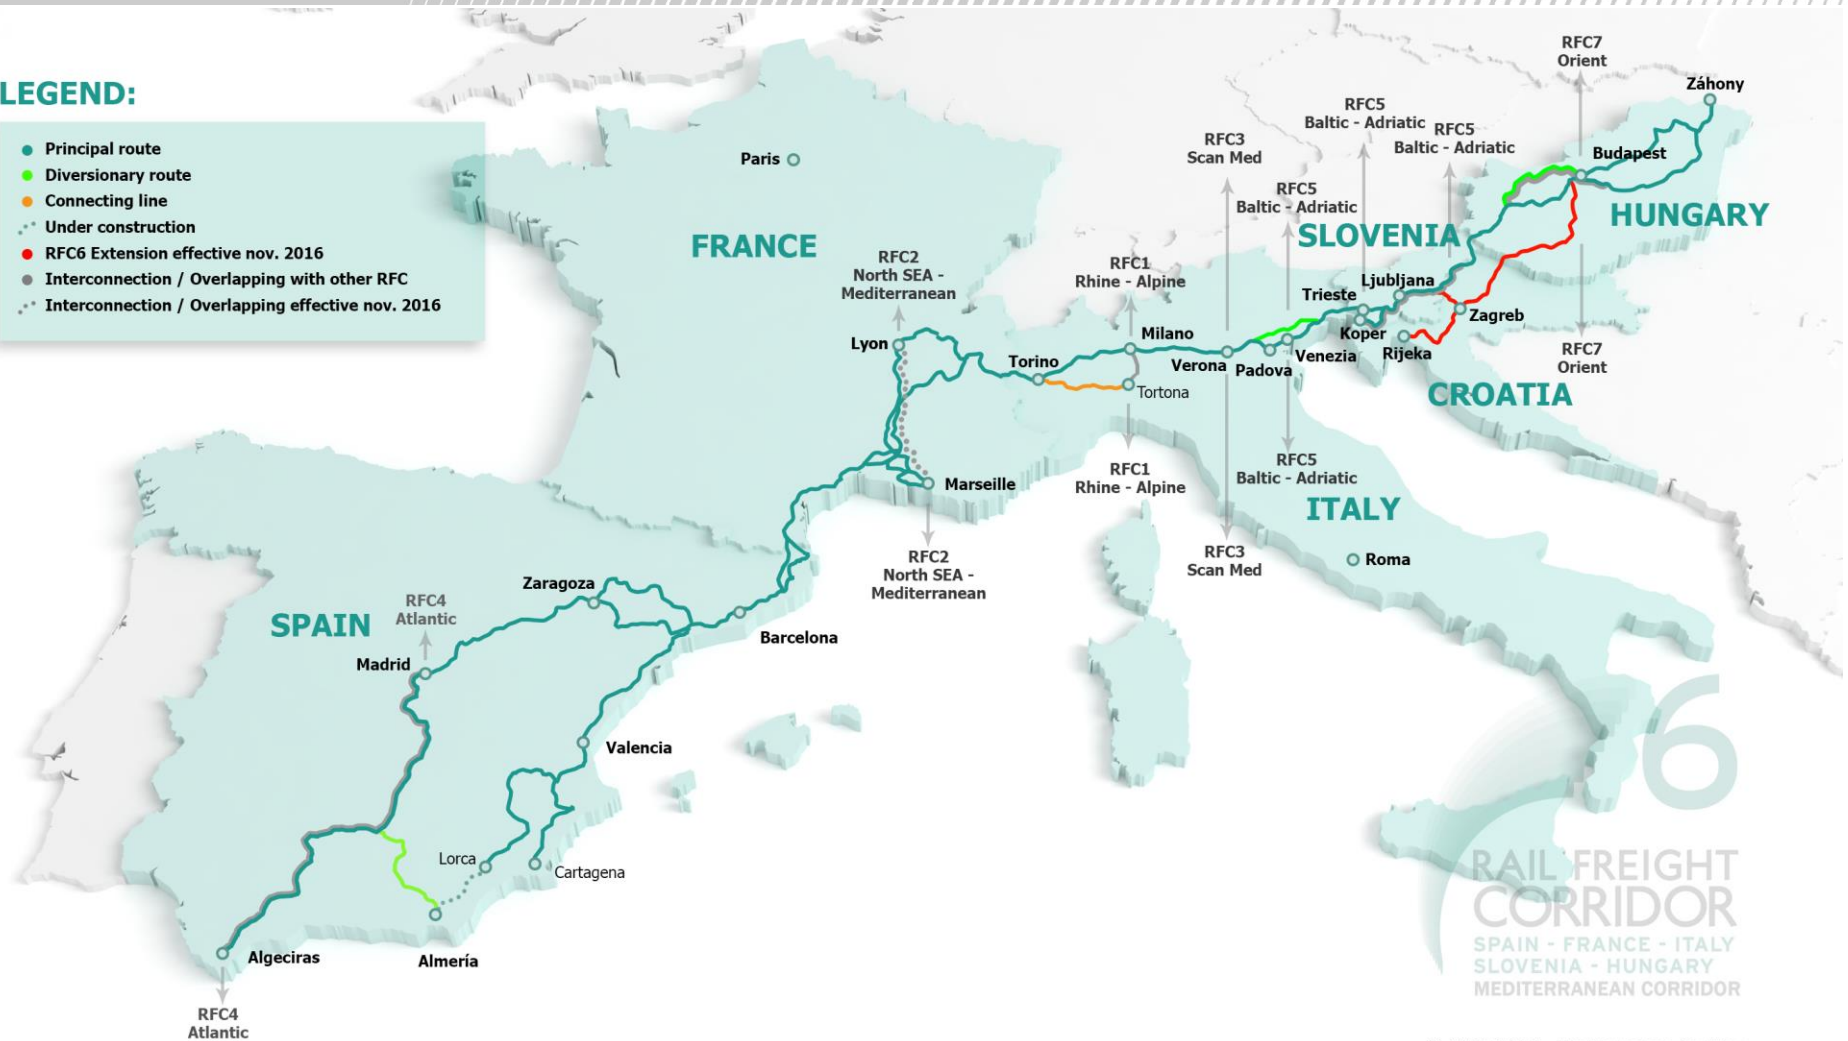 LEGEND:
Principal route
Diversionary route
Connecting line
Under construction
RFC6 Extension effective nov. 2016
Interconnection / Overlapping with other RFC
Interconnection / Overlapping effective nov. 2016
RFC7
Orient
Záhony
RFC5
Baltic - Adriatic
RFC5
Baltic - Adriatic
RFC3
Scan Med
Paris
Budapest
RFC5
Baltic - Adriatic
HUNGARY
SLOVENIA
FRANCE
RFC2
North SEA -
Mediterranean
RFC1
Rhine - Alpine
Ljubljana
Trieste
Zagreb
Koper
Milano
Lyon
Torino
Verona
Padova
Venezia
Rijeka
RFC7
Orient
Tortona
CROATIA
RFC1
Rhine - Alpine
RFC5
Baltic - Adriatic
Marseille
ITALY
RFC2
North SEA -
Mediterranean
RFC3
Scan Med
Roma
Zaragoza
RFC4
Atlantic
SPAIN
Barcelona
Madrid
Valencia
Lorca
Cartagena
Algeciras
Almería
RFC4
Atlantic
6
RAIL FREIGHT
CORRIDOR
SPAIN - FRANCE - ITALY
SLOVENIA - HUNGARY
MEDITERRANEAN CORRIDOR